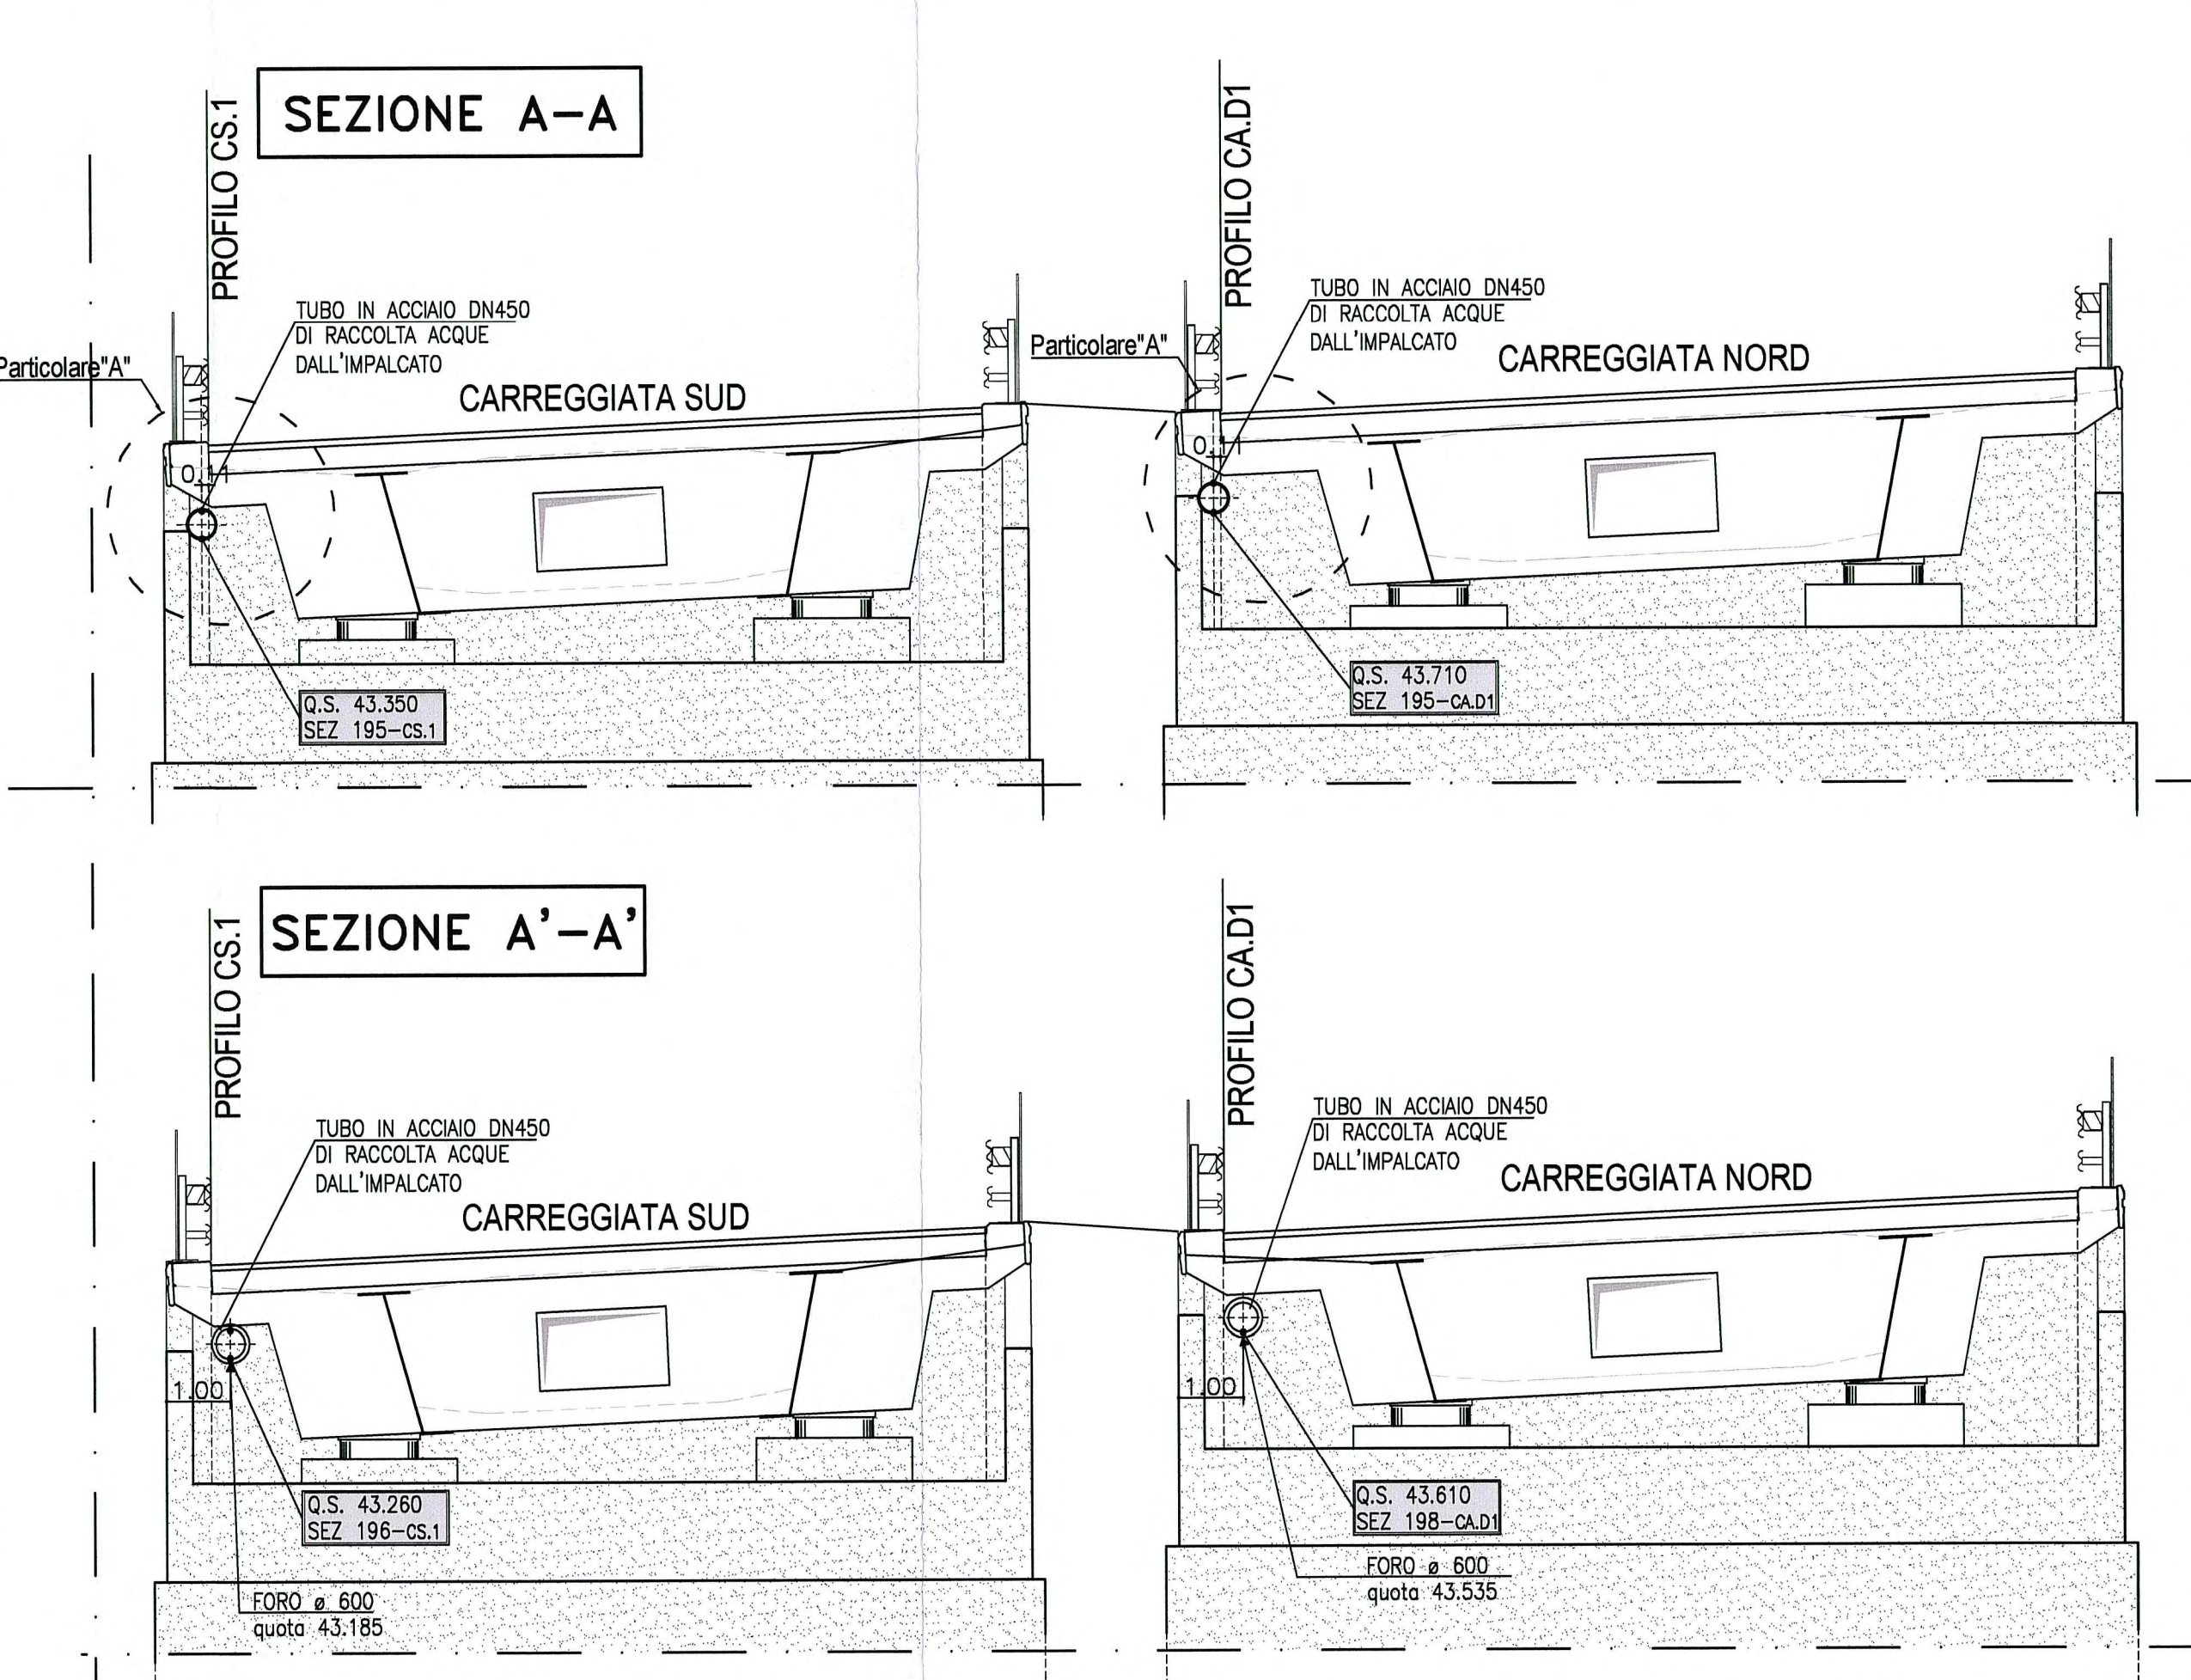 SEZIONE A-A
PROFILO CS.1
PROFILO CA.D1
TUBO IN ACCIAIO DN450
DI RACCOLTA ACQUE
DALL'IMPALCATO
TUBO IN ACCIAIO DN450
DI RACCOLTA ACQUE
DALL'IMPALCATO
Particolare"A"
Particolare"A"
CARREGGIATA SUD
CARREGGIATA NORD
Q.S. 43.350
SEZ 195-CS.1
Q.S. 43.710
SEZ 195-CA.D1
SEZIONE A'-A'
PROFILO CS.1
PROFILO CA.D1
TUBO IN ACCIAIO DN450
DI RACCOLTA ACQUE
DALL'IMPALCATO
TUBO IN ACCIAIO DN450
DI RACCOLTA ACQUE
DALL'IMPALCATO
CARREGGIATA SUD
CARREGGIATA NORD
1.00
1.00
Q.S. 43.260
SEZ 196-CS.1
Q.S. 43.610
SEZ 198-CA.D1
FORO ø 600
quota 43.185
FORO ø 600
quota 43.535